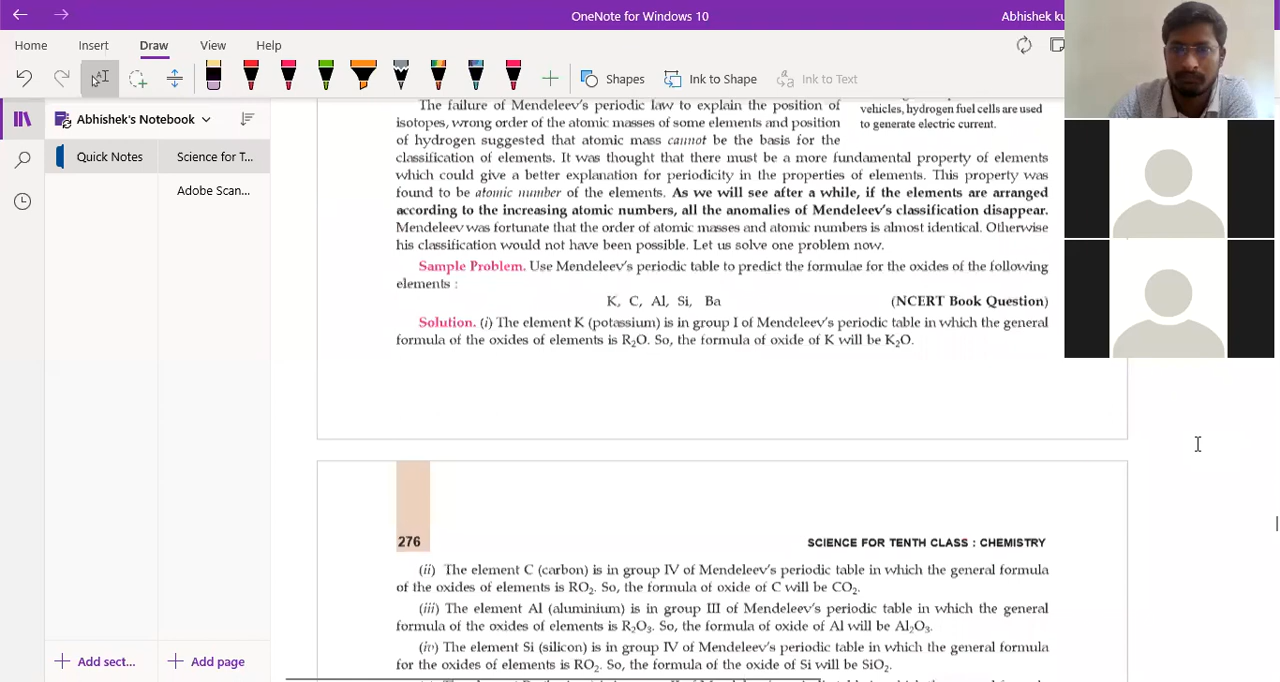 OneNote for Windows 10
Abhishek ku
Home Insert Draw View Help
Shapes Ink to Shape Ink to Text
Abhishek's Notebook
Quick Notes
Science for T...
Adobe Scan...
The failure of Mendeleev's periodic law to explain the position of
isotopes, wrong order of the atomic masses of some elements and position
of hydrogen suggested that atomic mass cannot be the basis for the
vehicles, hydrogen fuel cells are used
to generate electric current.
classification of elements. It was thought that there must be a more fundamental property of elements
which could give a better explanation for periodicity in the properties of elements. This property was
found to be atomic number of the elements. As we will see after a while, if the elements are arranged
according to the increasing atomic numbers, all the anomalies of Mendeleev's classification disappear.
Mendeleev was fortunate that the order of atomic masses and atomic numbers is almost identical. Otherwise
his classification would not have been possible. Let us solve one problem now.
Sample Problem. Use Mendeleev's periodic table to predict the formulae for the oxides of the following
elements :
K, C, Al, Si, Ba (NCERT Book Question)
Solution. (i) The element K (potassium) is in group I of Mendeleev's periodic table in which the general
formula of the oxides of elements is R₂O. So, the formula of oxide of K will be K₂O.
276
SCIENCE FOR TENTH CLASS : CHEMISTRY
(ii) The element C (carbon) is in group IV of Mendeleev's periodic table in which the general formula
of the oxides of elements is RO₂. So, the formula of oxide of C will be CO₂.
(iii) The element Al (aluminium) is in group III of Mendeleev's periodic table in which the general
formula of the oxides of elements is R₂O₃. So, the formula of oxide of Al will be Al₂O₃.
(iv) The element Si (silicon) is in group IV of Mendeleev's periodic table in which the general formula
for the oxides of elements is RO₂. So, the formula of the oxide of Si will be SiO₂.
Add sect...
Add page